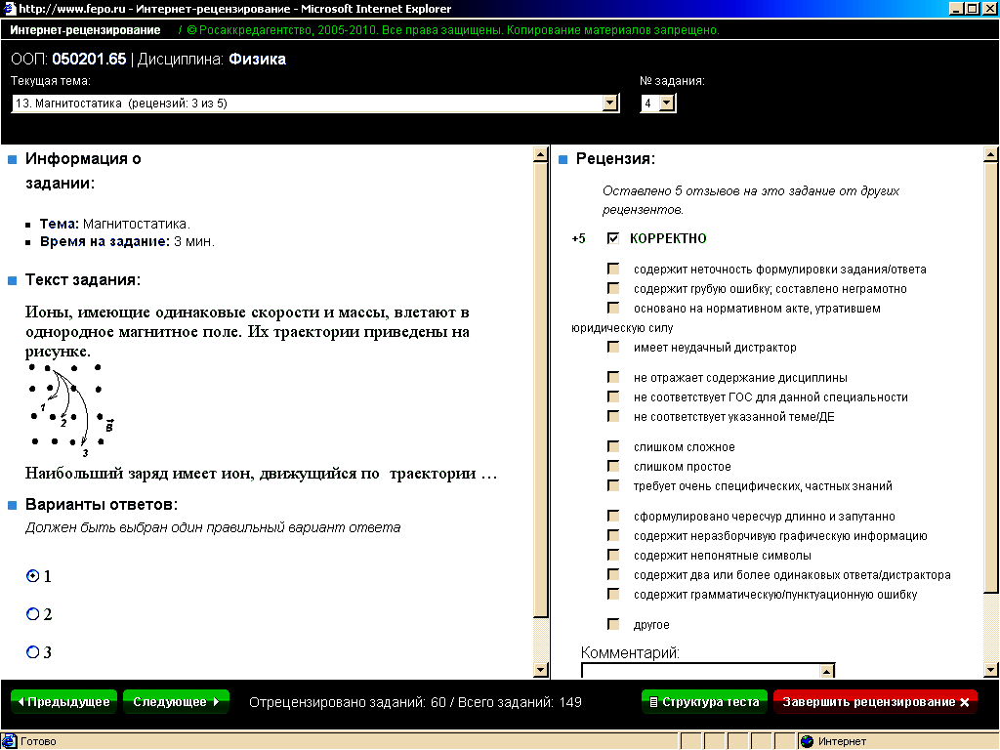 http://www.fepo.ru - Интернет-рецензирование - Microsoft Internet Explorer
Интернет-рецензирование / © Росаккредагентство, 2005-2010. Все права защищены. Копирование материалов запрещено.
ООП: 050201.65 | Дисциплина: Физика
Текущая тема: № задания:
13. Магнитостатика (рецензий: 3 из 5) 4
Информация о
задании:
Тема: Магнитостатика.
Время на задание: 3 мин.
Текст задания:
Ионы, имеющие одинаковые скорости и массы, влетают в
однородное магнитное поле. Их траектории приведены на
рисунке.
1
2
B
3
Наибольший заряд имеет ион, движущийся по траектории …
Варианты ответов:
Должен быть выбран один правильный вариант ответа
1
2
3
Рецензия:
Оставлено 5 отзывов на это задание от других
рецензентов.
+5 КОРРЕКТНО
содержит неточность формулировки задания/ответа
содержит грубую ошибку; составлено неграмотно
основано на нормативном акте, утратившем
юридическую силу
имеет неудачный дистрактор
не отражает содержание дисциплины
не соответствует ГОС для данной специальности
не соответствует указанной теме/ДЕ
слишком сложное
слишком простое
требует очень специфических, частных знаний
сформулировано чересчур длинно и запутанно
содержит неразборчивую графическую информацию
содержит непонятные символы
содержит два или более одинаковых ответа/дистрактора
содержит грамматическую/пунктуационную ошибку
другое
Комментарий:
Предыдущее Следующее Отрецензировано заданий: 60 / Всего заданий: 149 Структура теста Завершить рецензирование
Готово Интернет